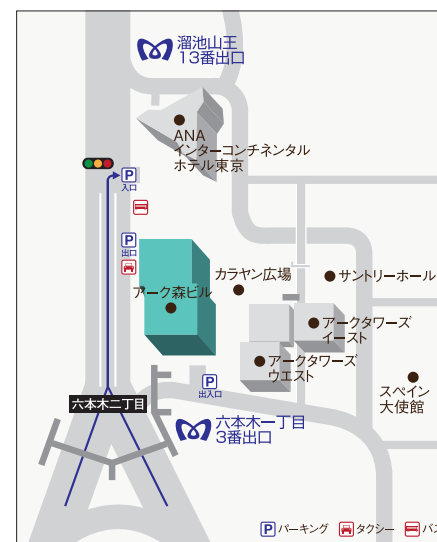 溜池山王
13番出口
ANA
インターコンチネンタル
ホテル東京
P
入口
P
出口
カラヤン広場
サントリーホール
アーク森ビル
アークタワーズ
イースト
アークタワーズ
ウエスト
スペイン
大使館
P
出入口
六本木二丁目
六本木一丁目
3番出口
P パーキング タクシー バス